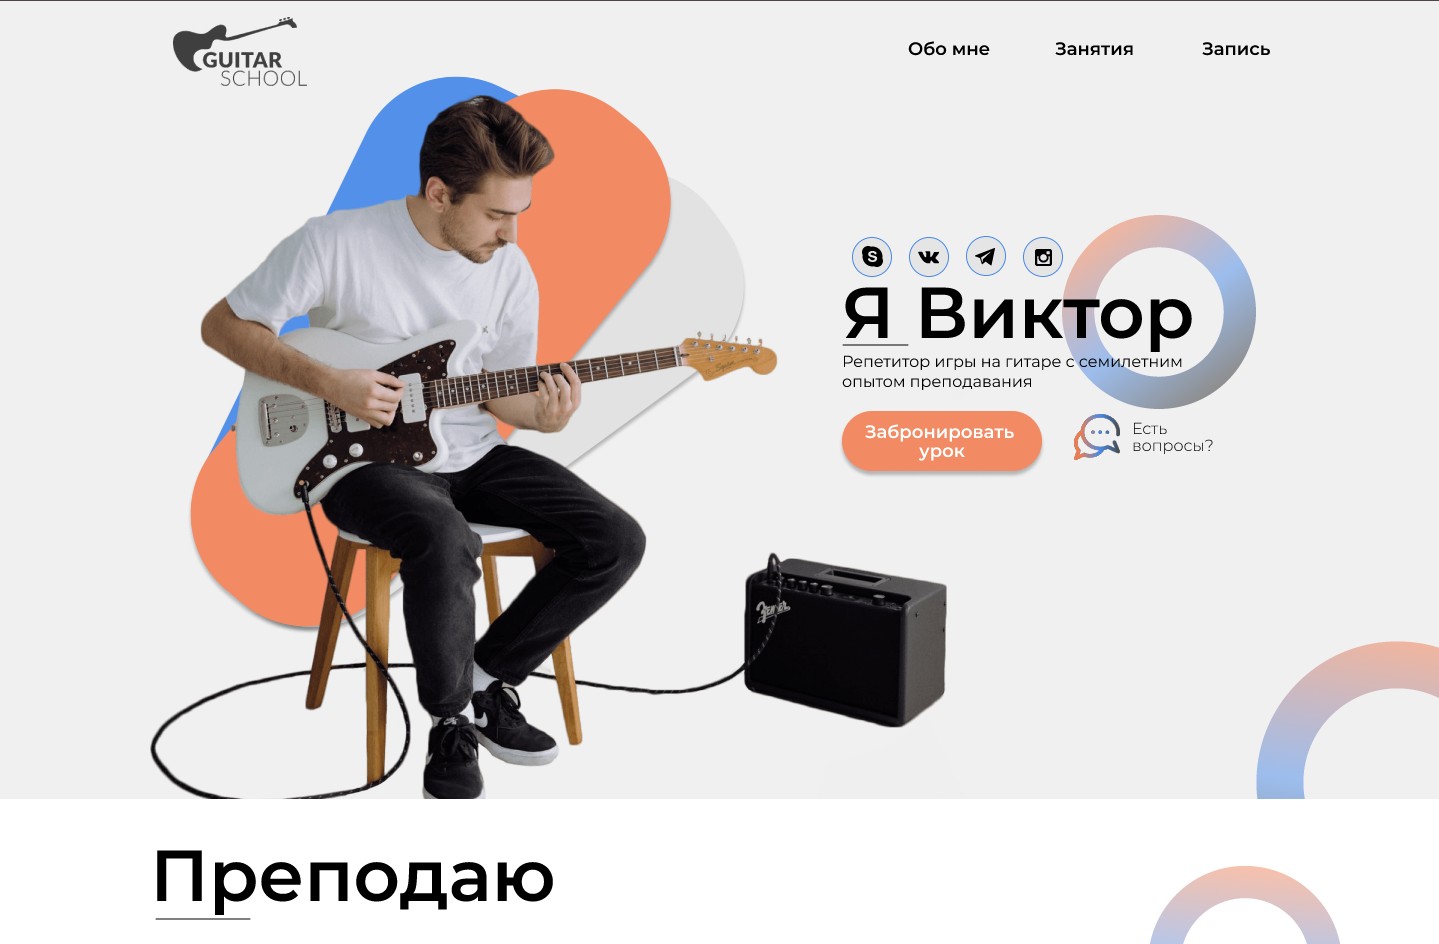 GUITAR
SCHOOL
Обо мне
Занятия
Запись
Я Виктор
Репетитор игры на гитаре с семилетним
опытом преподавания
Забронировать
урок
Есть
вопросы?
Fender
Преподаю